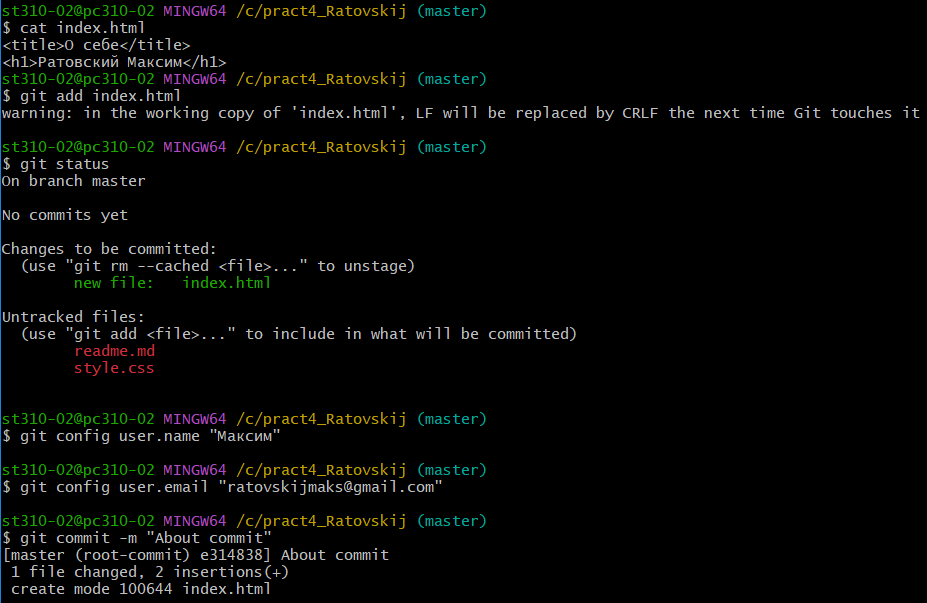 st310-02@pc310-02 MINGW64 /c/pract4_Ratovskij (master)
$ cat index.html
<title>О себе</title>
<h1>Ратовский Максим</h1>
st310-02@pc310-02 MINGW64 /c/pract4_Ratovskij (master)
$ git add index.html
warning: in the working copy of 'index.html', LF will be replaced by CRLF the next time Git touches it
st310-02@pc310-02 MINGW64 /c/pract4_Ratovskij (master)
$ git status
On branch master
No commits yet
Changes to be committed:
  (use "git rm --cached <file>..." to unstage)
        new file:   index.html
Untracked files:
  (use "git add <file>..." to include in what will be committed)
        readme.md
        style.css
st310-02@pc310-02 MINGW64 /c/pract4_Ratovskij (master)
$ git config user.name "Максим"
st310-02@pc310-02 MINGW64 /c/pract4_Ratovskij (master)
$ git config user.email "ratovskijmaks@gmail.com"
st310-02@pc310-02 MINGW64 /c/pract4_Ratovskij (master)
$ git commit -m "About commit"
[master (root-commit) e314838] About commit
 1 file changed, 2 insertions(+)
 create mode 100644 index.html